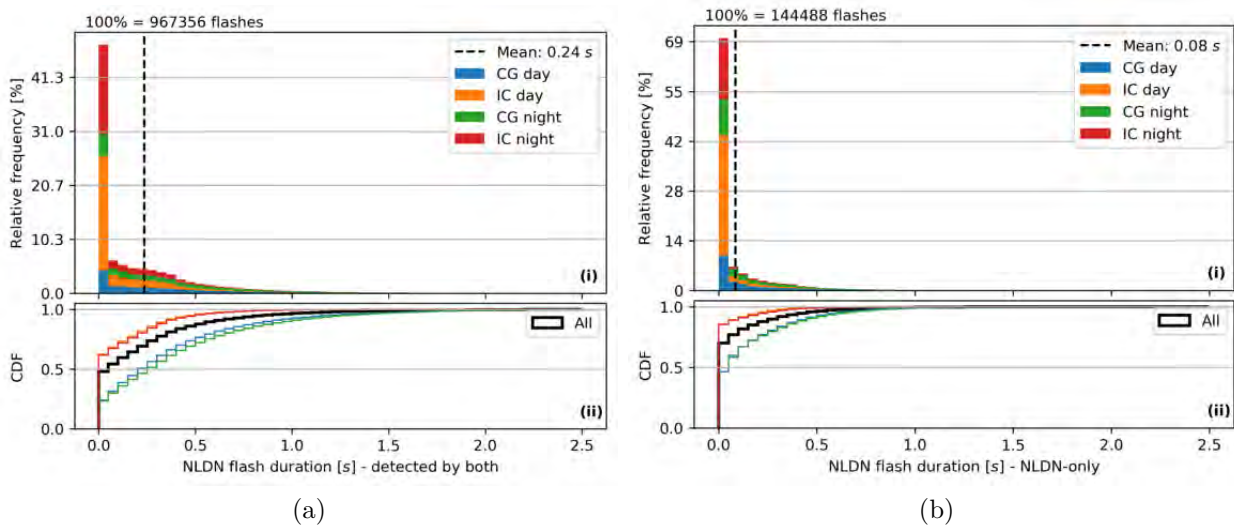 100% = 967356 flashes
Relative frequency [%]
41.3
31.0
20.7
10.3
0.0
Mean: 0.24 s
CG day
IC day
CG night
IC night
(i)
CDF
1.0
0.5
0.0
All
(ii)
0.0 0.5 1.0 1.5 2.0 2.5
NLDN flash duration [s] - detected by both
(a)
100% = 144488 flashes
Relative frequency [%]
69
55
42
28
14
0
Mean: 0.08 s
CG day
IC day
CG night
IC night
(i)
CDF
1.0
0.5
0.0
All
(ii)
0.0 0.5 1.0 1.5 2.0 2.5
NLDN flash duration [s] - NLDN-only
(b)